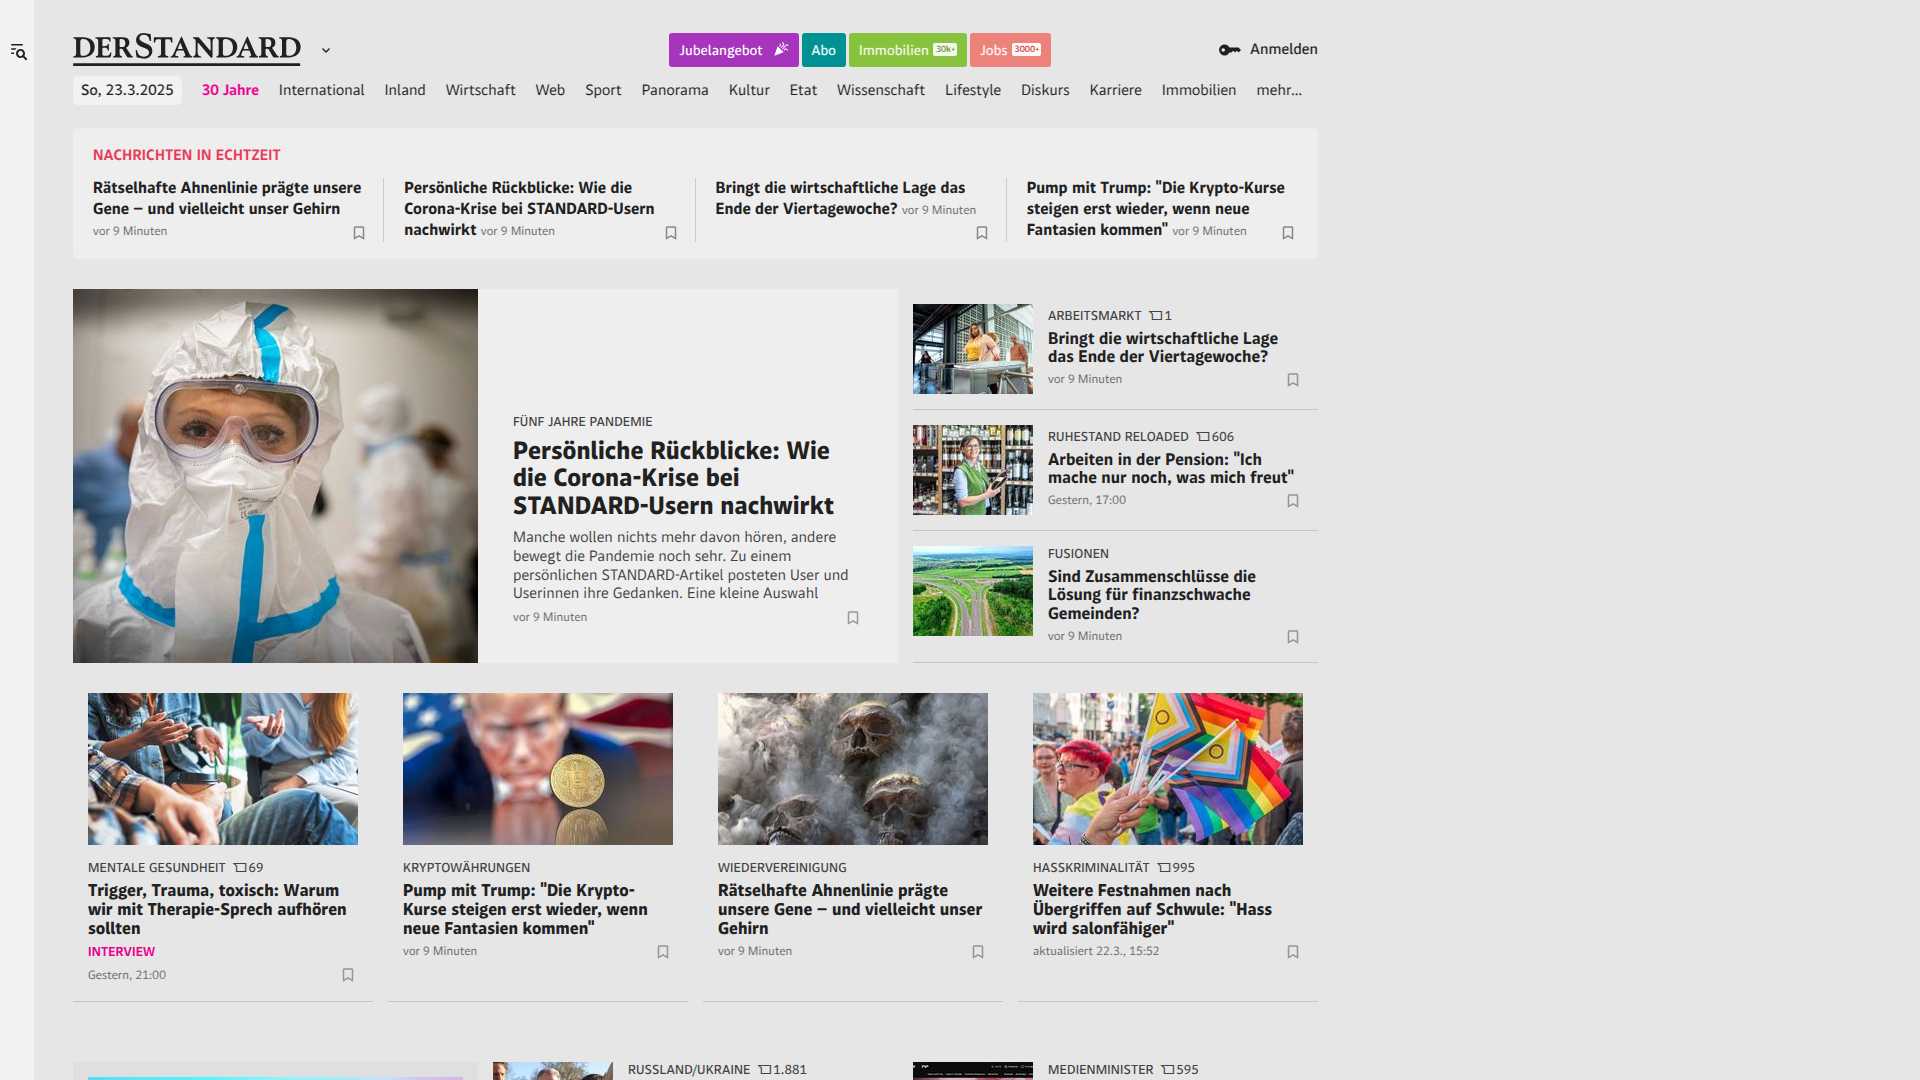 DERSTANDARD
Jubelangebot
Abo
Immobilien 30k+
Jobs 3000+
Anmelden
So, 23.3.2025
30 Jahre
International
Inland
Wirtschaft
Web
Sport
Panorama
Kultur
Etat
Wissenschaft
Lifestyle
Diskurs
Karriere
Immobilien
mehr...
NACHRICHTEN IN ECHTZEIT
Rätselhafte Ahnenlinie prägte unsere
Gene – und vielleicht unser Gehirn
vor 9 Minuten
Persönliche Rückblicke: Wie die
Corona-Krise bei STANDARD-Usern
nachwirkt vor 9 Minuten
Bringt die wirtschaftliche Lage das
Ende der Viertagewoche? vor 9 Minuten
Pump mit Trump: "Die Krypto-Kurse
steigen erst wieder, wenn neue
Fantasien kommen" vor 9 Minuten
FÜNF JAHRE PANDEMIE
Persönliche Rückblicke: Wie
die Corona-Krise bei
STANDARD-Usern nachwirkt
Manche wollen nichts mehr davon hören, andere
bewegt die Pandemie noch sehr. Zu einem
persönlichen STANDARD-Artikel posteten User und
Userinnen ihre Gedanken. Eine kleine Auswahl
vor 9 Minuten
ARBEITSMARKT 1
Bringt die wirtschaftliche Lage
das Ende der Viertagewoche?
vor 9 Minuten
RUHESTAND RELOADED 606
Arbeiten in der Pension: "Ich
mache nur noch, was mich freut"
Gestern, 17:00
FUSIONEN
Sind Zusammenschlüsse die
Lösung für finanzschwache
Gemeinden?
vor 9 Minuten
MENTALE GESUNDHEIT 69
Trigger, Trauma, toxisch: Warum
wir mit Therapie-Sprech aufhören
sollten
INTERVIEW
Gestern, 21:00
KRYPTOWÄHRUNGEN
Pump mit Trump: "Die Krypto-
Kurse steigen erst wieder, wenn
neue Fantasien kommen"
vor 9 Minuten
WIEDERVEREINIGUNG
Rätselhafte Ahnenlinie prägte
unsere Gene – und vielleicht unser
Gehirn
vor 9 Minuten
HASSKRIMINALITÄT 995
Weitere Festnahmen nach
Übergriffen auf Schwule: "Hass
wird salonfähiger"
aktualisiert 22.3., 15:52
RUSSLAND/UKRAINE 1.881
MEDIENMINISTER 595